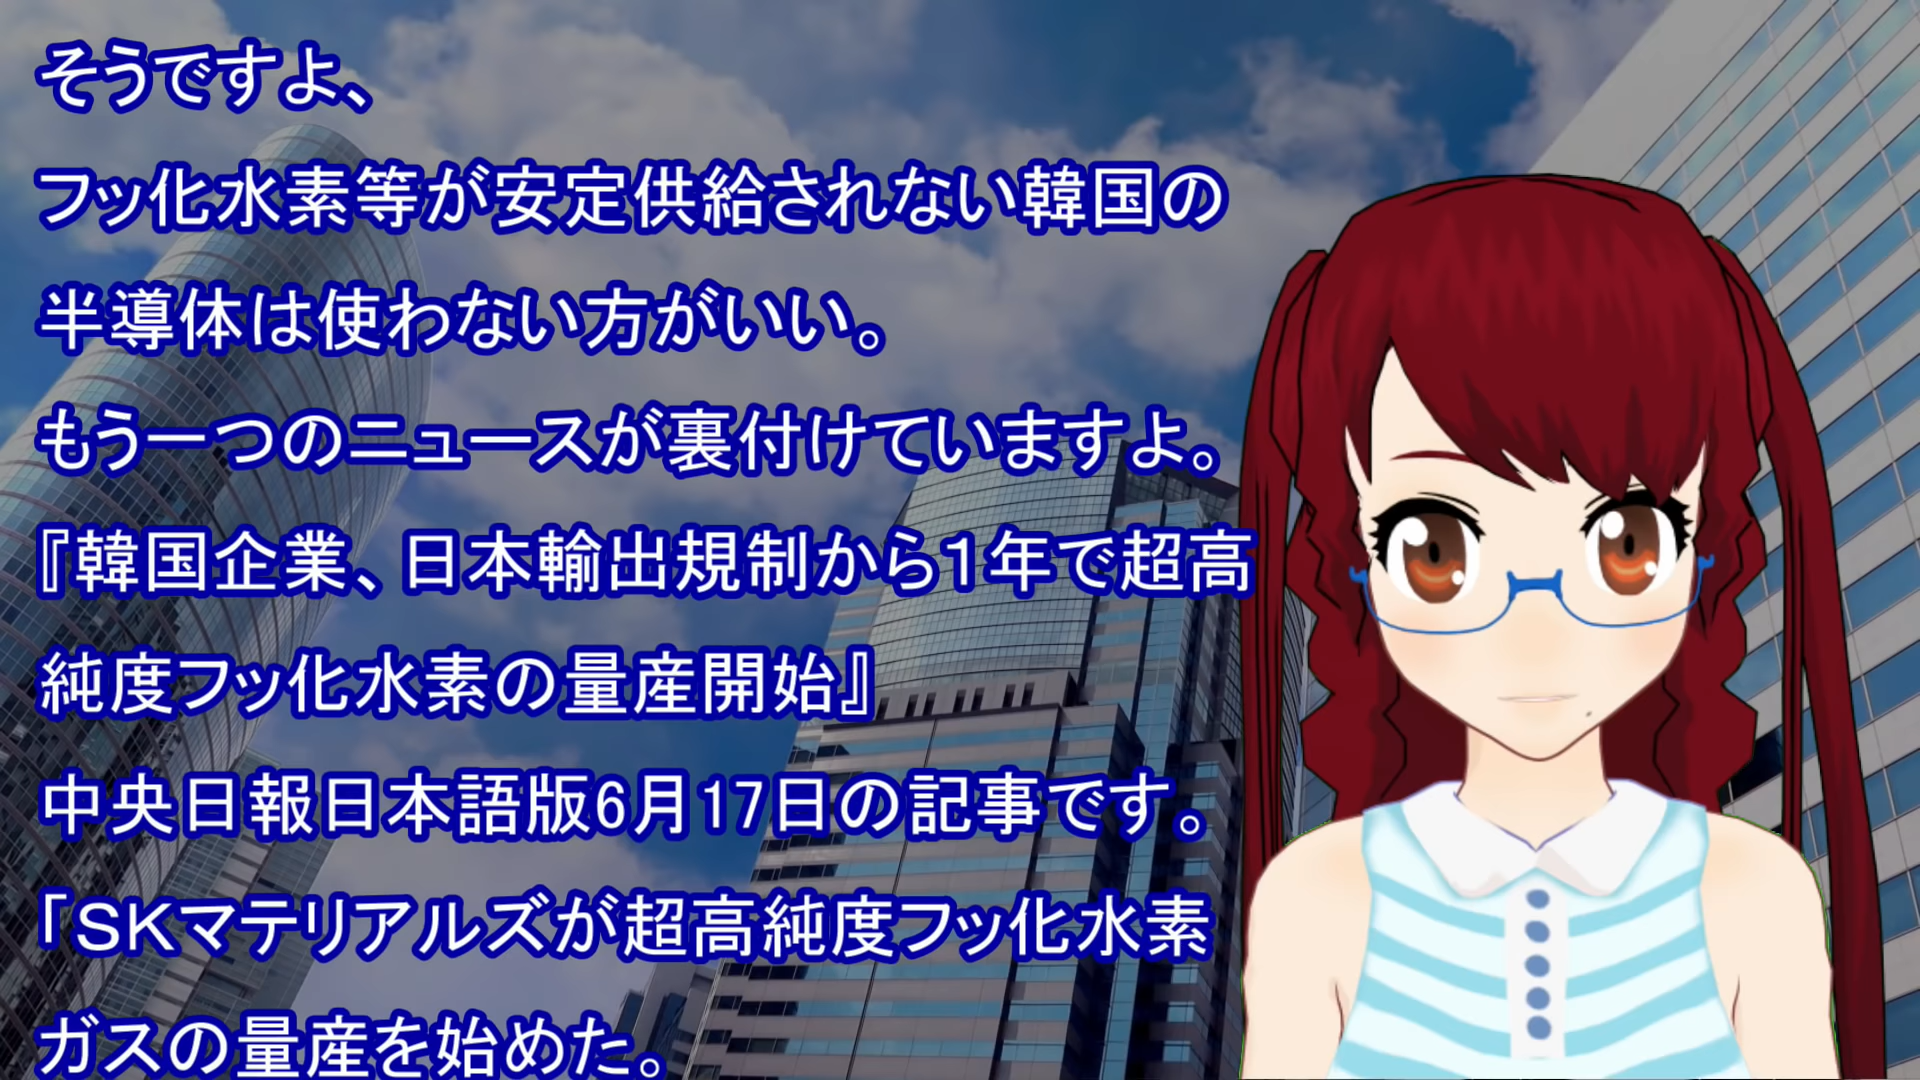 そうですよ、
フッ化水素等が安定供給されない韓国の
半導体は使わない方がいい。
もう一つのニュースが裏付けていますよ。
『韓国企業、日本輸出規制から１年で超高
純度フッ化水素の量産開始』
中央日報日本語版6月17日の記事です。
「SKマテリアルズが超高純度フッ化水素
ガスの量産を始めた。